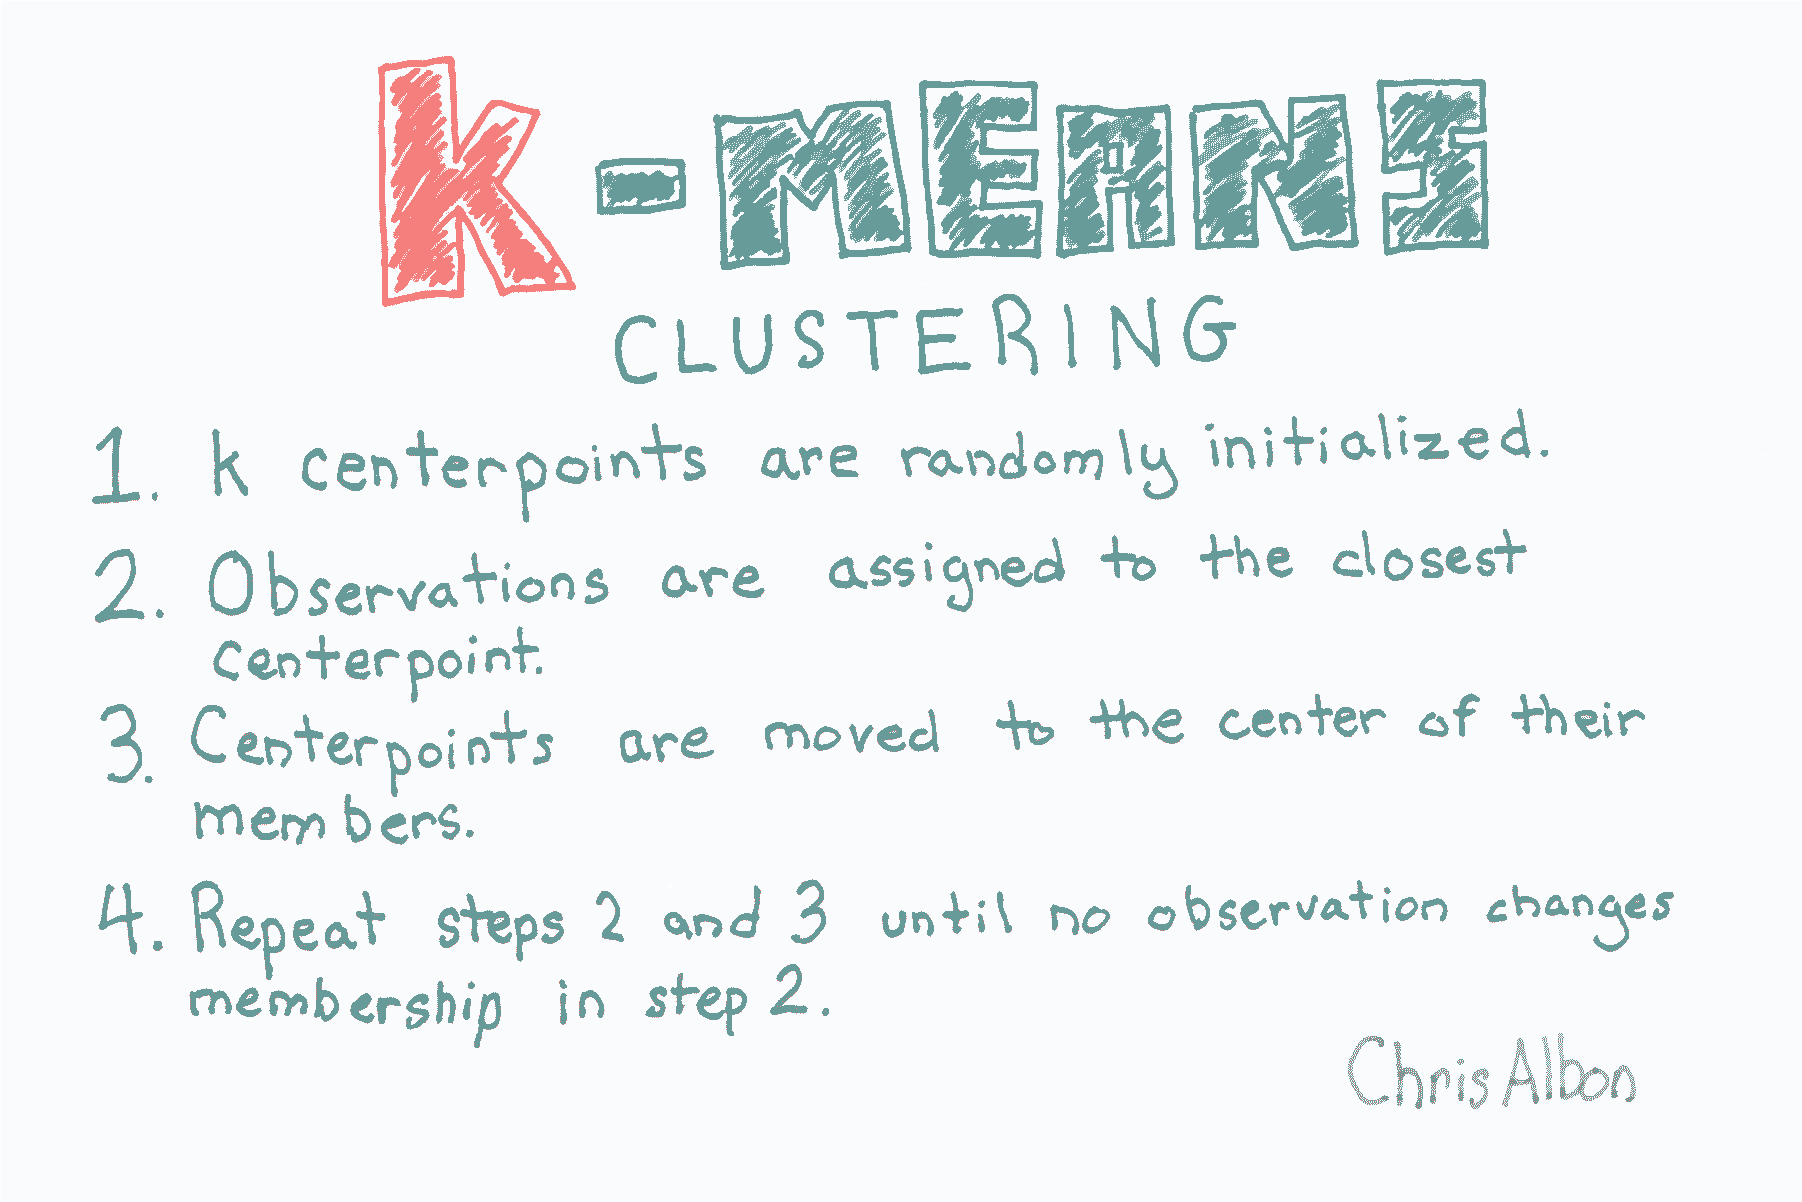 K-MEANS
CLUSTERING
1. k centerpoints are randomly initialized.
2. Observations are assigned to the closest
centerpoint.
3. Centerpoints are moved to the center of their
members.
4. Repeat steps 2 and 3 until no observation changes
membership in step 2.
Chris Albon